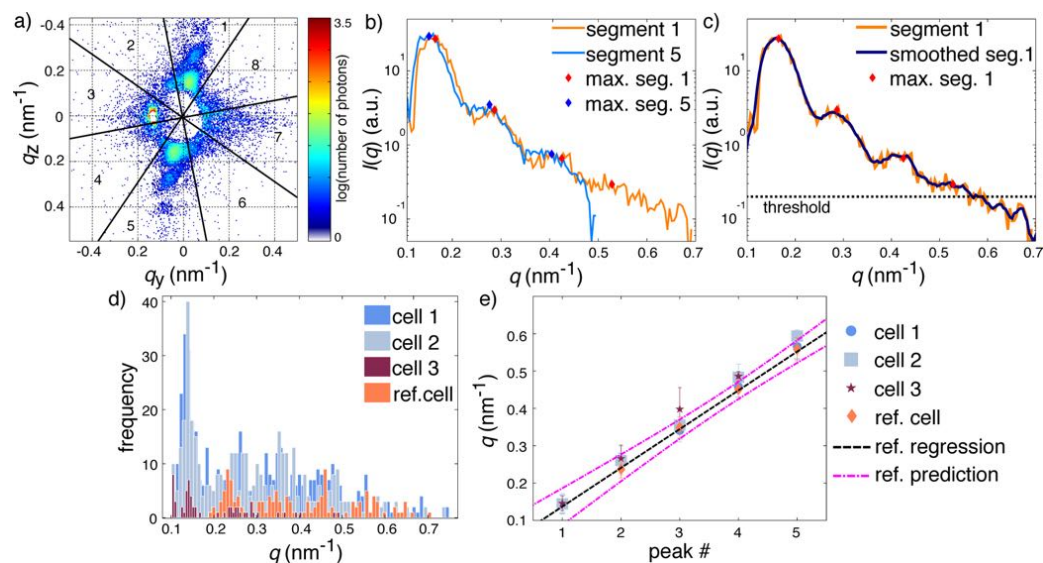 a)
-0.4
0.2
0
0.2
0.4
q_z (nm⁻¹)
-0.4 -0.2 0 0.2 0.4
q_y (nm⁻¹)
1
2
3
4
5
6
7
8
3.5
0
log(number of photons)
b)
segment 1
segment 5
max. seg. 1
max. seg. 5
I(q) (a.u.)
10¹
10⁰
10⁻¹
0.1 0.2 0.3 0.4 0.5 0.6 0.7
q (nm⁻¹)
c)
segment 1
smoothed seg.1
max. seg. 1
threshold
I(q) (a.u.)
10¹
10⁰
10⁻¹
0.1 0.2 0.3 0.4 0.5 0.6 0.7
q (nm⁻¹)
d)
cell 1
cell 2
cell 3
ref.cell
frequency
40
30
20
10
0
0.1 0.2 0.3 0.4 0.5 0.6 0.7
q (nm⁻¹)
e)
q (nm⁻¹)
0.6
0.5
0.4
0.3
0.2
0.1
1 2 3 4 5
peak #
cell 1
cell 2
cell 3
ref. cell
ref. regression
ref. prediction